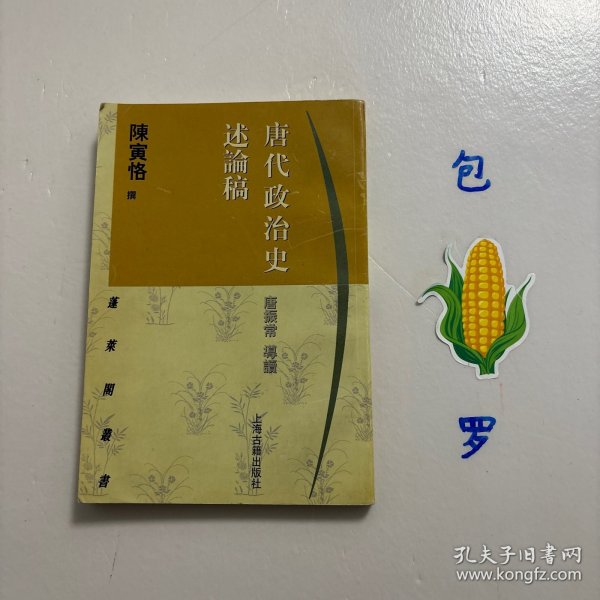 唐代政治史
述論稿
陳寅恪 撰
唐振常 導讀
上海古籍出版社
蓬萊閣叢書
包
罗
孔夫子旧书网
www.kongfz.com